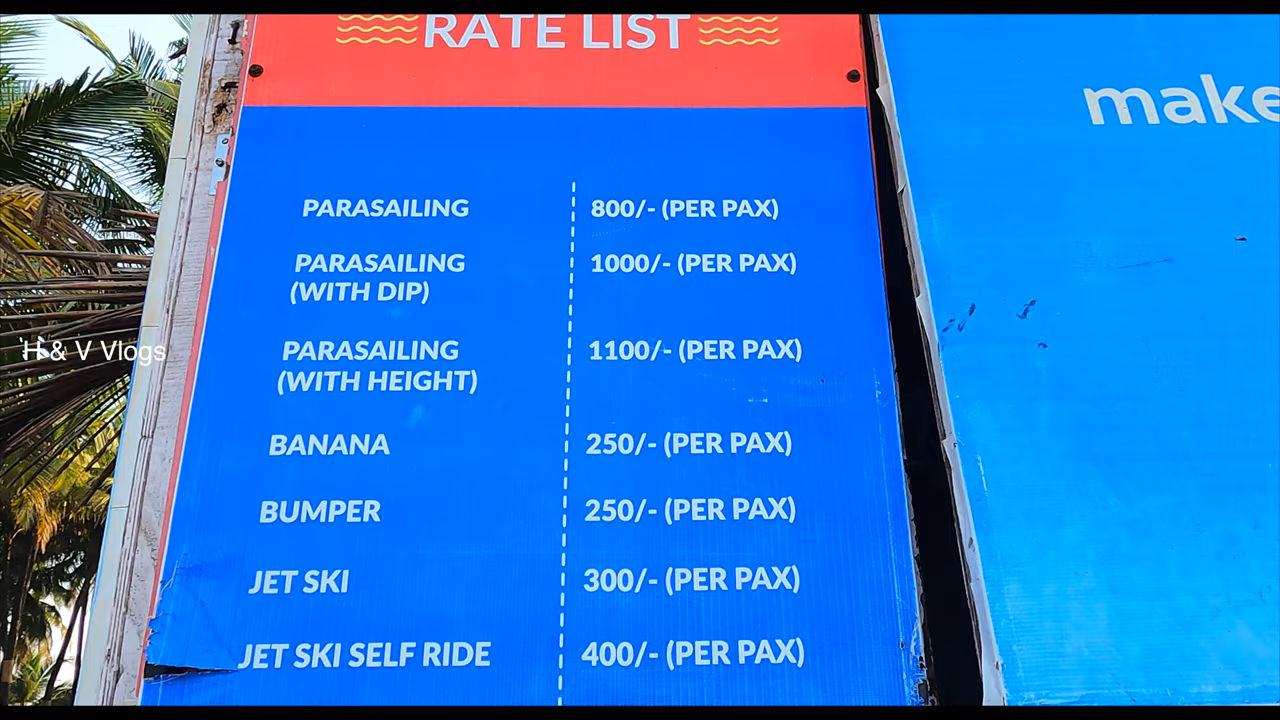 RATE LIST
make
PARASAILING 800/- (PER PAX)
PARASAILING 1000/- (PER PAX)
(WITH DIP)
PARASAILING 1100/- (PER PAX)
(WITH HEIGHT)
BANANA 250/- (PER PAX)
BUMPER 250/- (PER PAX)
JET SKI 300/- (PER PAX)
JET SKI SELF RIDE 400/- (PER PAX)
H & V Vlogs